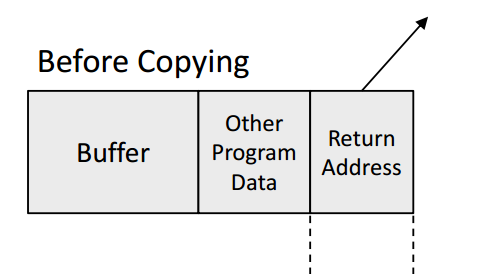 Before Copying
Buffer
Other
Program
Data
Return
Address